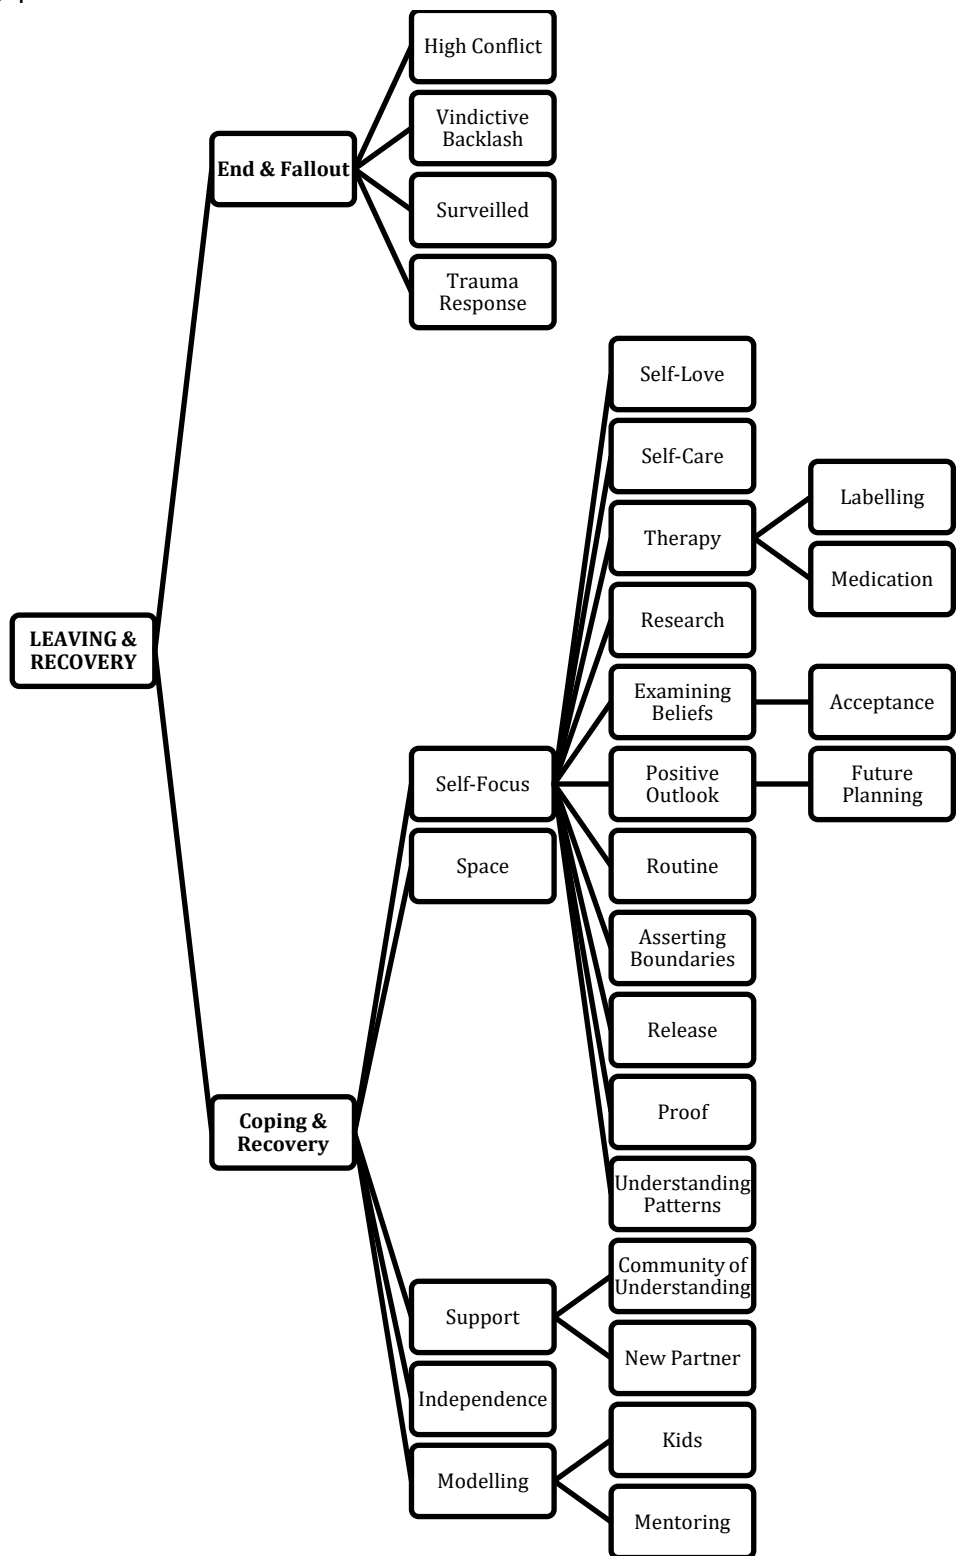 High Conflict
Vindictive
Backlash
End & Fallout
Surveilled
Trauma
Response
Self-Love
Self-Care
Labelling
Therapy
Medication
Research
LEAVING &
RECOVERY
Examining
Beliefs
Acceptance
Self-Focus
Positive
Outlook
Future
Planning
Space
Routine
Asserting
Boundaries
Release
Coping &
Recovery
Proof
Understanding
Patterns
Community of
Understanding
Support
New Partner
Independence
Kids
Modelling
Mentoring